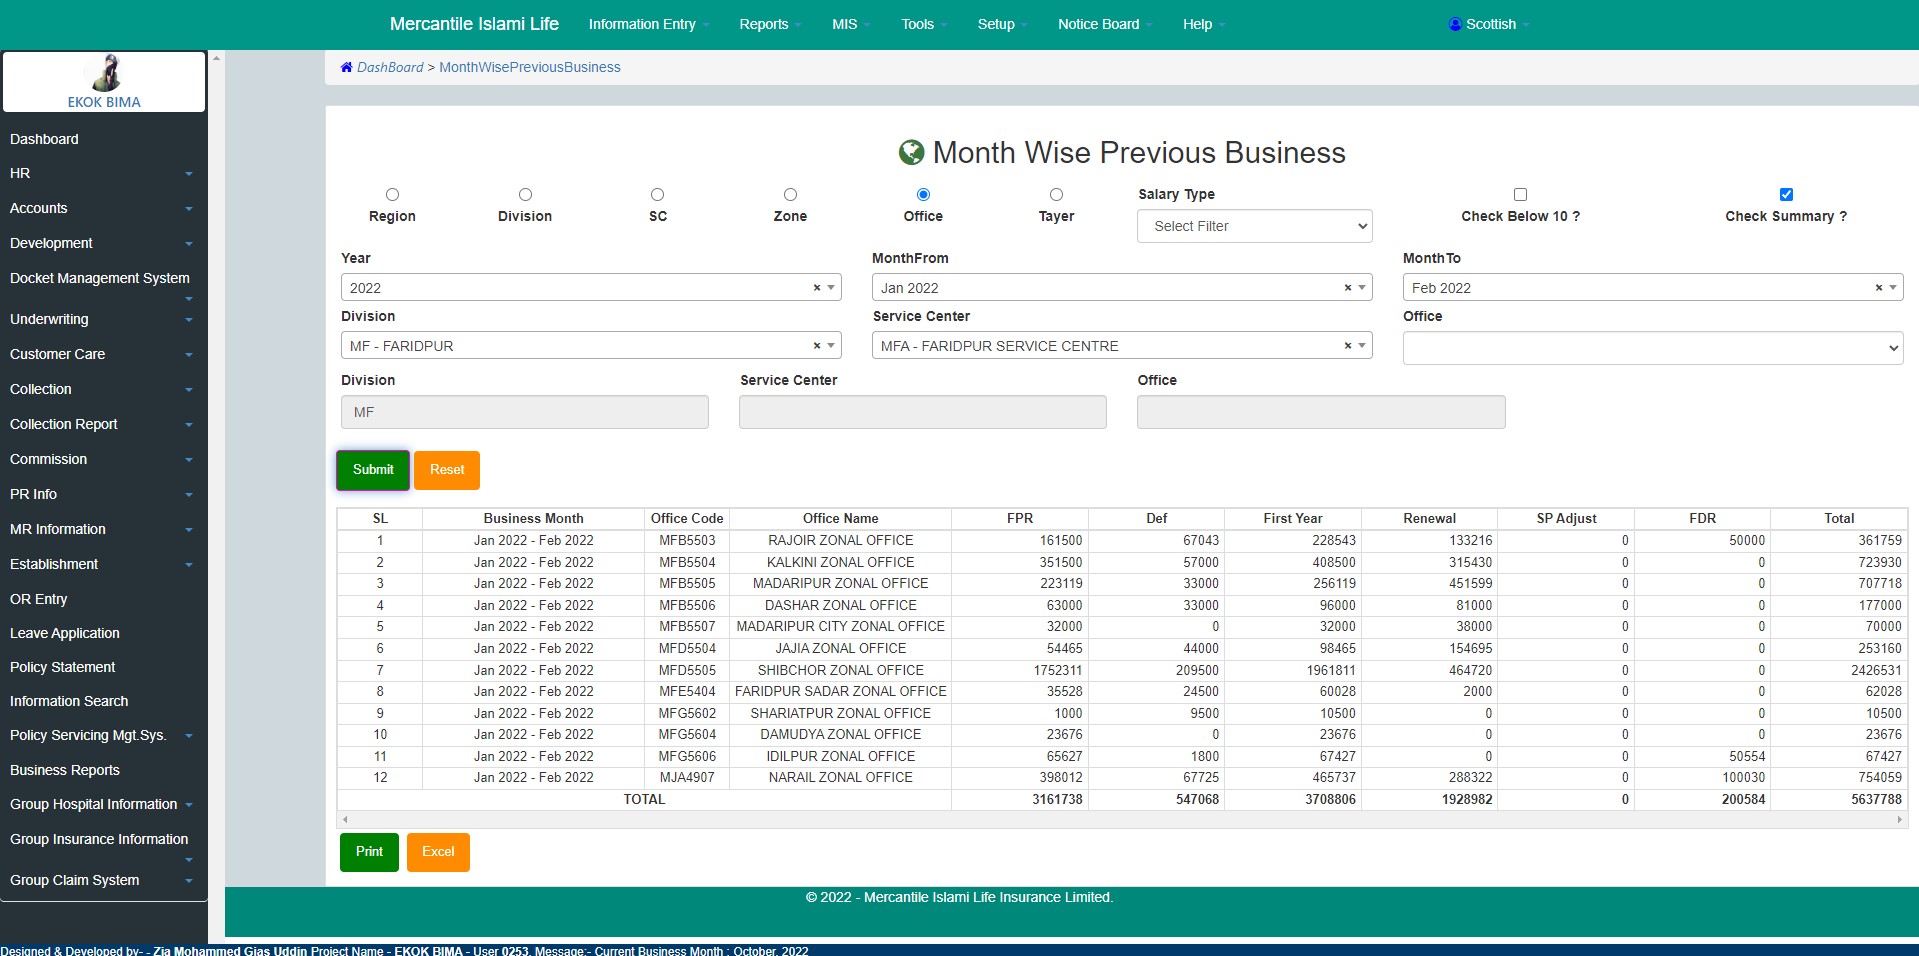 Mercantile Islami Life Information Entry Reports MIS Tools Setup Notice Board Help Scottish
EKOK BIMA
Dashboard
HR
Accounts
Development
Docket Management System
Underwriting
Customer Care
Collection
Collection Report
Commission
PR Info
MR Information
Establishment
OR Entry
Leave Application
Policy Statement
Information Search
Policy Servicing Mgt.Sys.
Business Reports
Group Hospital Information
Group Insurance Information
Group Claim System
DashBoard > MonthWisePreviousBusiness
Month Wise Previous Business
Region Division SC Zone Office Tayer Salary Type Check Below 10 ? Check Summary ?
Select Filter
Year MonthFrom MonthTo
2022 × Jan 2022 × Feb 2022 ×
Division Service Center Office
MF - FARIDPUR × MFA - FARIDPUR SERVICE CENTRE ×
Division Service Center Office
MF
Submit Reset
SL Business Month Office Code Office Name FPR Def First Year Renewal SP Adjust FDR Total
1 Jan 2022 - Feb 2022 MFB5503 RAJOIR ZONAL OFFICE 161500 67043 228543 133216 0 50000 361759
2 Jan 2022 - Feb 2022 MFB5504 KALKINI ZONAL OFFICE 351500 57000 408500 315430 0 0 723930
3 Jan 2022 - Feb 2022 MFB5505 MADARIPUR ZONAL OFFICE 223119 33000 256119 451599 0 0 707718
4 Jan 2022 - Feb 2022 MFB5506 DASHAR ZONAL OFFICE 63000 33000 96000 81000 0 0 177000
5 Jan 2022 - Feb 2022 MFB5507 MADARIPUR CITY ZONAL OFFICE 32000 0 32000 38000 0 0 70000
6 Jan 2022 - Feb 2022 MFD5504 JAJIA ZONAL OFFICE 54465 44000 98465 154695 0 0 253160
7 Jan 2022 - Feb 2022 MFD5505 SHIBCHOR ZONAL OFFICE 1752311 209500 1961811 464720 0 0 2426531
8 Jan 2022 - Feb 2022 MFE5404 FARIDPUR SADAR ZONAL OFFICE 35528 24500 60028 2000 0 0 62028
9 Jan 2022 - Feb 2022 MFG5602 SHARIATPUR ZONAL OFFICE 1000 9500 10500 0 0 0 10500
10 Jan 2022 - Feb 2022 MFG5604 DAMUDYA ZONAL OFFICE 23676 0 23676 0 0 0 23676
11 Jan 2022 - Feb 2022 MFG5606 IDILPUR ZONAL OFFICE 65627 1800 67427 0 0 50554 67427
12 Jan 2022 - Feb 2022 MJA4907 NARAIL ZONAL OFFICE 398012 67725 465737 288322 0 100030 754059
TOTAL 3161738 547068 3708806 1928982 0 200584 5637788
Print Excel
© 2022 - Mercantile Islami Life Insurance Limited.
Designed & Developed by- - Zia Mohammed Gias Uddin Project Name - EKOK BIMA - User 0253, Message:- Current Business Month : October, 2022